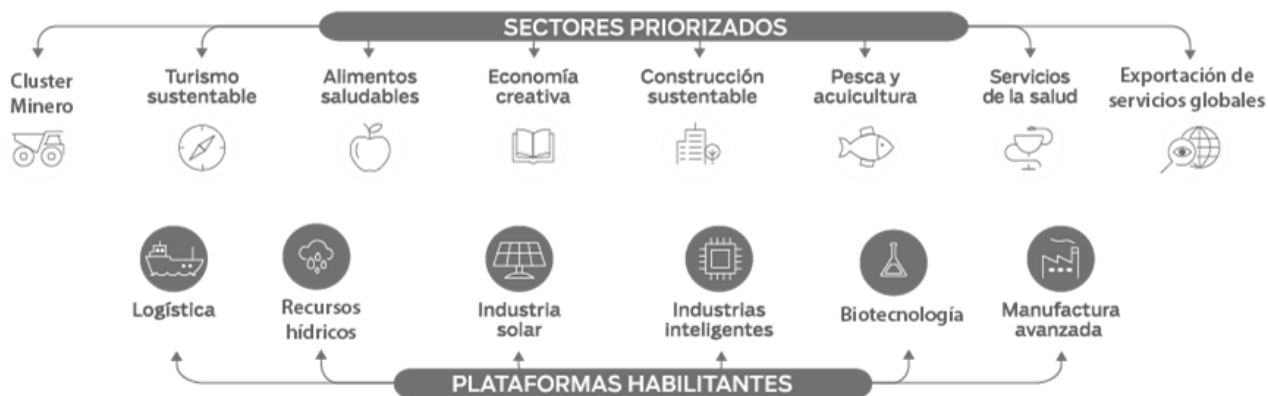 SECTORES PRIORIZADOS
Cluster
Minero
Turismo
sustentable
Alimentos
saludables
Economía
creativa
Construcción
sustentable
Pesca y
acuicultura
Servicios
de la salud
Exportación de
servicios globales
Logística
Recursos
hídricos
Industria
solar
Industrias
inteligentes
Biotecnología
Manufactura
avanzada
PLATAFORMAS HABILITANTES